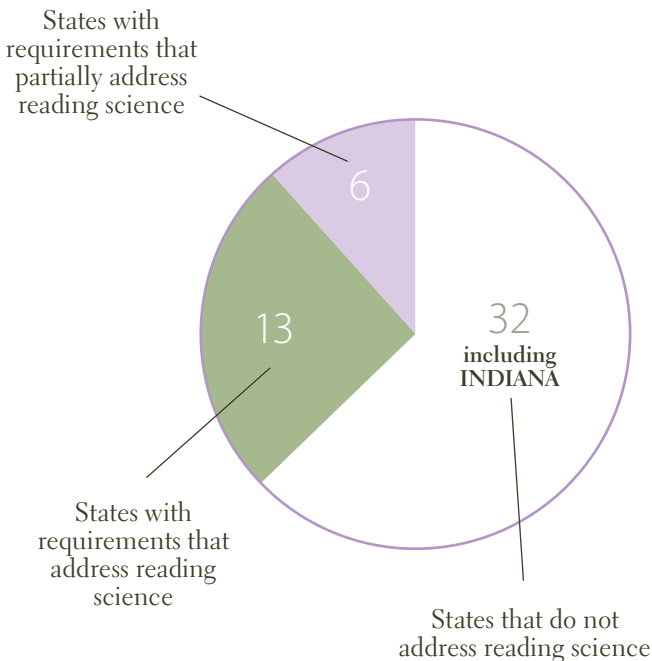 States with
requirements that
partially address
reading science
6
13
32
including
INDIANA
States with
requirements that
address reading
science
States that do not
address reading science